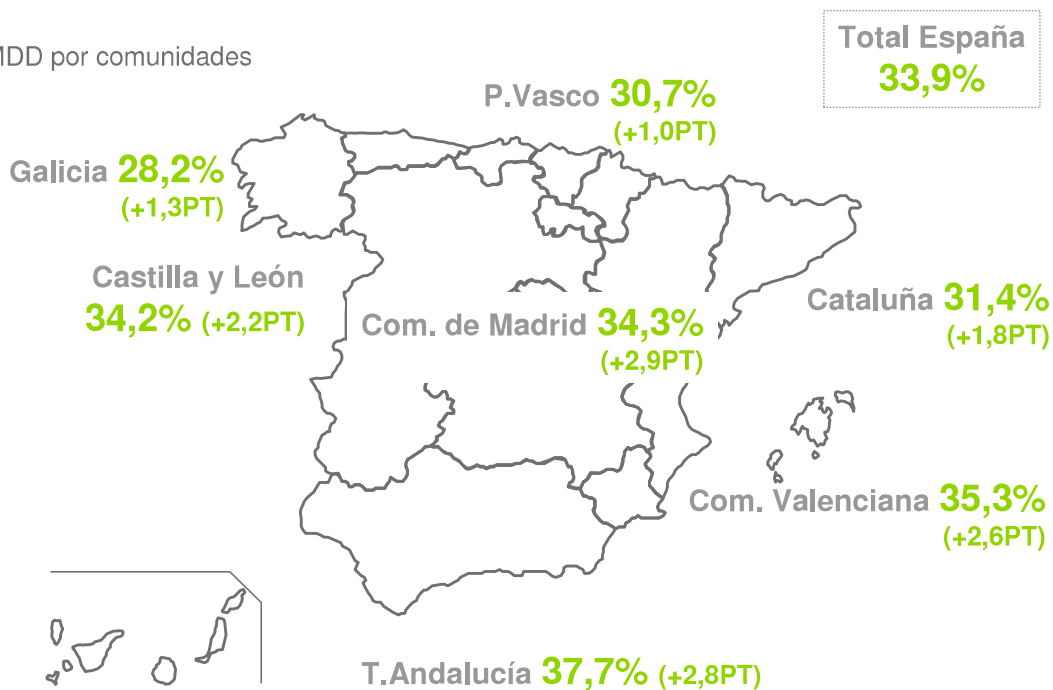 MDD por comunidades
Total España
33,9%
P.Vasco 30,7%
(+1,0PT)
Galicia 28,2%
(+1,3PT)
Castilla y León
34,2% (+2,2PT)
Com. de Madrid 34,3%
(+2,9PT)
Cataluña 31,4%
(+1,8PT)
Com. Valenciana 35,3%
(+2,6PT)
T.Andalucía 37,7% (+2,8PT)